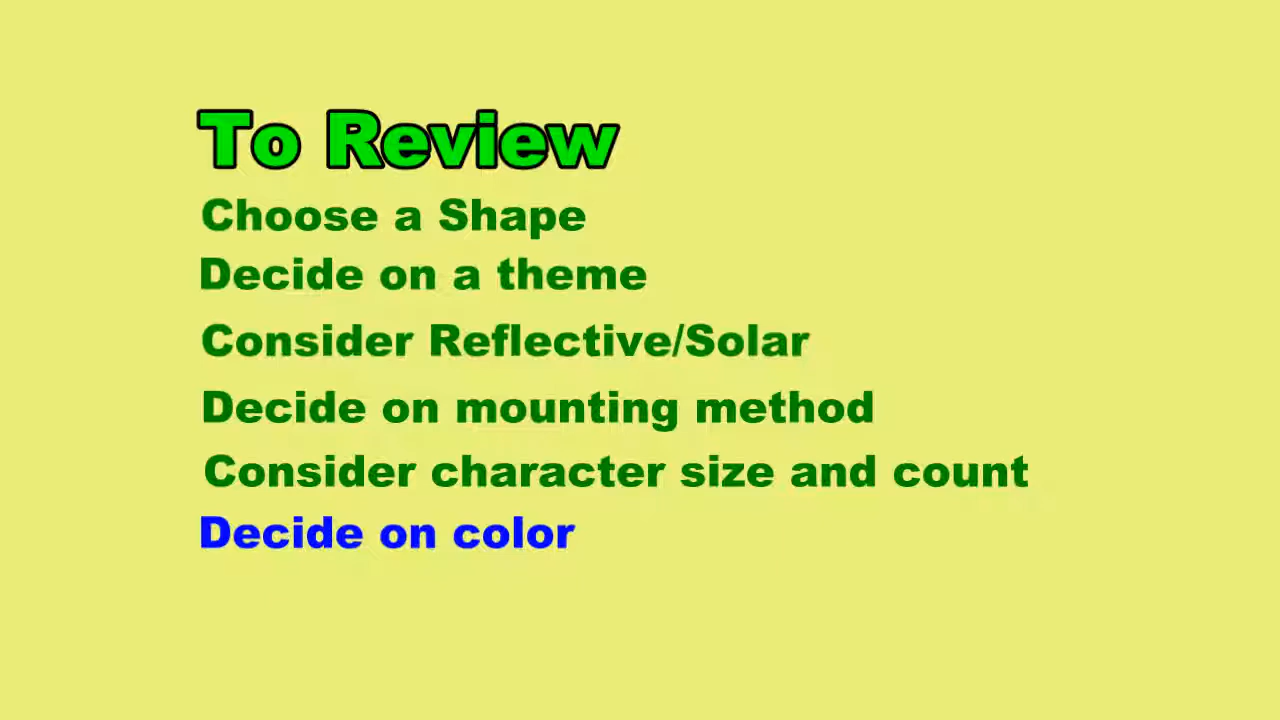 To Review
Choose a Shape
Decide on a theme
Consider Reflective/Solar
Decide on mounting method
Consider character size and count
Decide on color